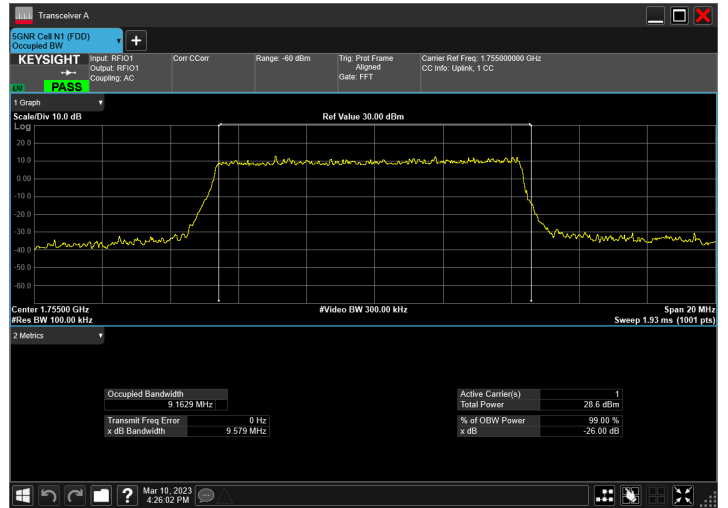 Transceiver A
5GNR Cell N1 (FDD)
Occupied BW
KEYSIGHT
LXI
PASS
Input: RFIO1
Output: RFIO1
Coupling: AC
Corr CCorr
Range: -60 dBm
Trig: Prot Frame
Aligned
Gate: FFT
Carrier Ref Freq: 1.755000000 GHz
CC Info: Uplink, 1 CC
1 Graph
Scale/Div 10.0 dB
Ref Value 30.00 dBm
Log
20.0
10.0
0.00
-10.0
-20.0
-30.0
-40.0
-50.0
-60.0
Center 1.75500 GHz
#Video BW 300.00 kHz
Span 20 MHz
#Res BW 100.00 kHz
Sweep 1.93 ms (1001 pts)
2 Metrics
Occupied Bandwidth
9.1629 MHz
Active Carrier(s) 1
Total Power 28.6 dBm
Transmit Freq Error 0 Hz
x dB Bandwidth 9.579 MHz
% of OBW Power 99.00 %
x dB -26.00 dB
?
Mar 10, 2023
4:26:02 PM